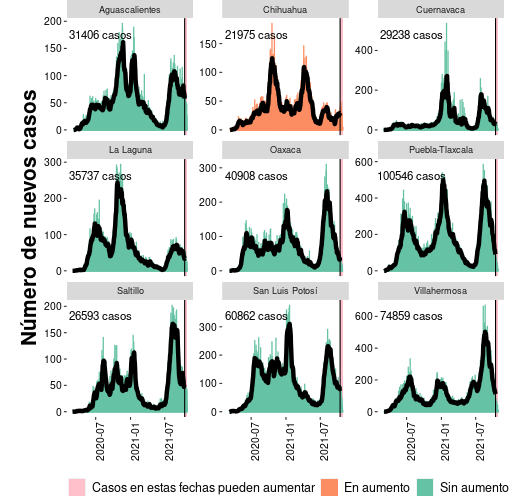 Número de nuevos casos
Aguascalientes
Chihuahua
Cuernavaca
31406 casos
21975 casos
29238 casos
200
150
100
50
0
150
100
50
0
400
200
0
La Laguna
Oaxaca
Puebla-Tlaxcala
35737 casos
40908 casos
100546 casos
300
200
100
0
300
200
100
0
600
400
200
0
Saltillo
San Luis Potosí
Villahermosa
26593 casos
60862 casos
74859 casos
200
150
100
50
0
300
200
100
0
600
400
200
0
2020-07
2021-01
2021-07
2020-07
2021-01
2021-07
2020-07
2021-01
2021-07
Casos en estas fechas pueden aumentar
En aumento
Sin aumento